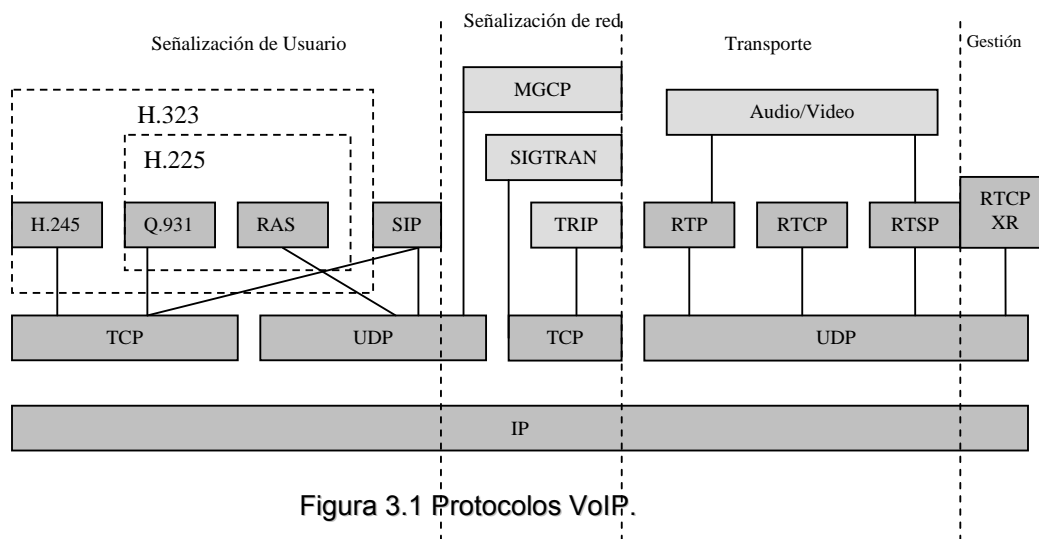 Señalización de Usuario
Señalización de red
Transporte
Gestión
MGCP
Audio/Video
H.323
H.225
SIGTRAN
H.245
Q.931
RAS
SIP
TRIP
RTP
RTCP
RTSP
RTCP
XR
TCP
UDP
TCP
UDP
IP
Figura 3.1 Protocolos VoIP.